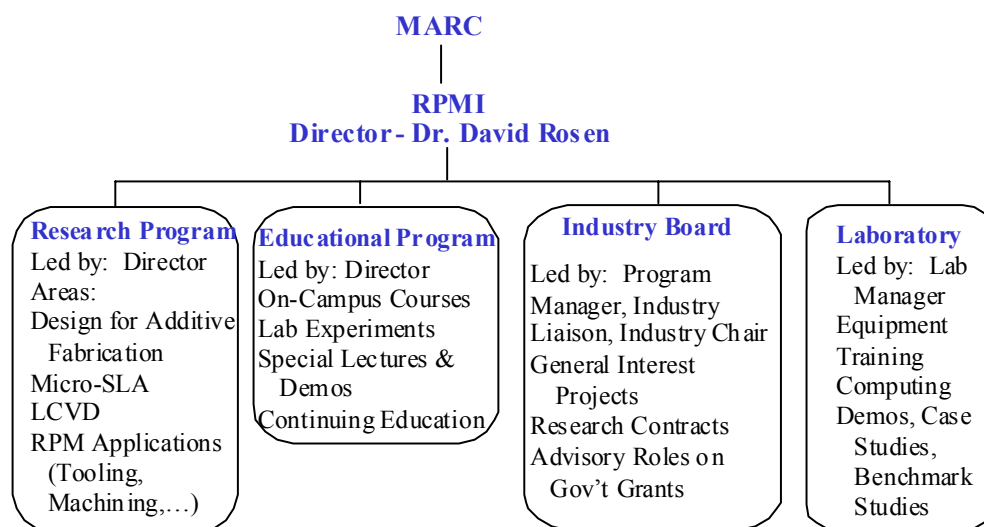 MARC
RPMI
Director - Dr. David Rosen
Research Program
Led by: Director
Areas:
Design for Additive
Fabrication
Micro-SLA
LCVD
RPM Applications
(Tooling,
Machining,…)
Educational Program
Led by: Director
On-Campus Courses
Lab Experiments
Special Lectures &
Demos
Continuing Education
Industry Board
Led by: Program
Manager, Industry
Liaison, Industry Chair
General Interest
Projects
Research Contracts
Advisory Roles on
Gov't Grants
Laboratory
Led by: Lab
Manager
Equipment
Training
Computing
Demos, Case
Studies,
Benchmark
Studies